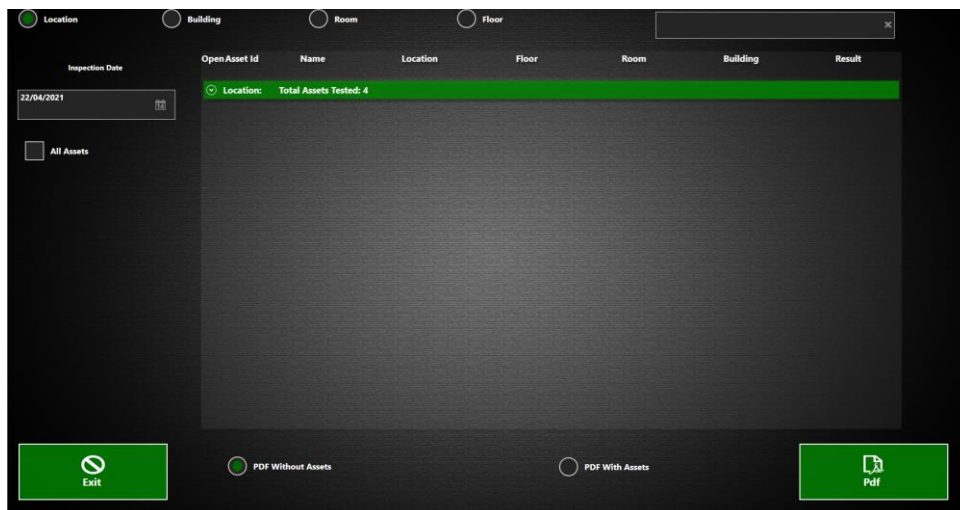 Location Building Room Floor
Inspection Date
Open Asset Id Name Location Floor Room Building Result
Location: Total Assets Tested: 4
22/04/2021
All Assets
PDF Without Assets PDF With Assets
Exit
Pdf